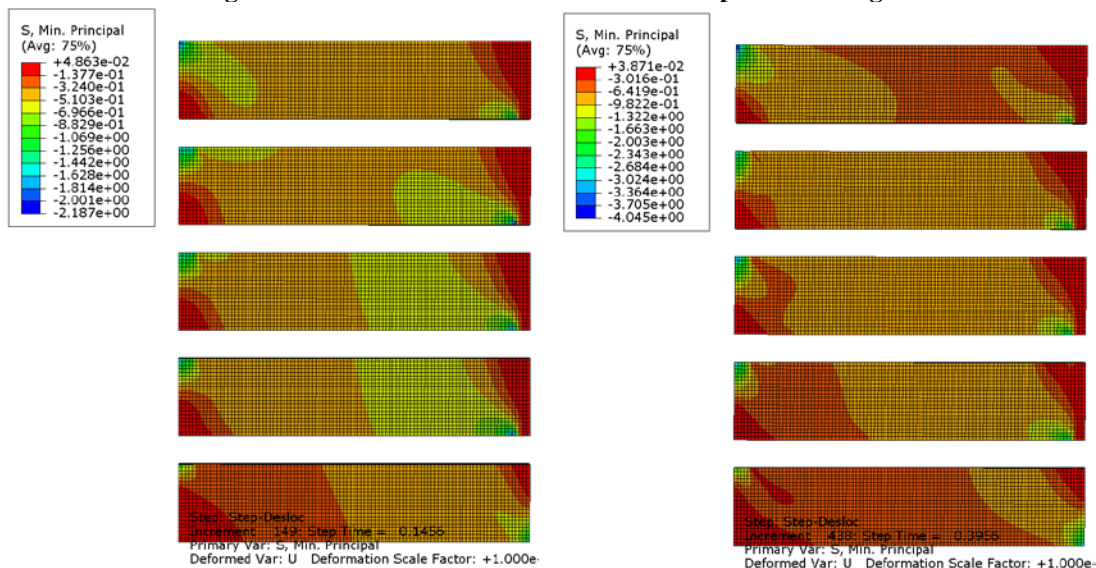 S, Min. Principal
(Avg: 75%)
+4.863e-02
-1.377e-01
-3.240e-01
-5.103e-01
-6.966e-01
-8.829e-01
-1.069e+00
-1.256e+00
-1.442e+00
-1.628e+00
-1.814e+00
-2.001e+00
-2.187e+00
Step: Step-Desloc
Increment 149: Step Time = 0.1456
Primary Var: S, Min. Principal
Deformed Var: U Deformation Scale Factor: +1.000e-
S, Min. Principal
(Avg: 75%)
+3.871e-02
-3.016e-01
-6.419e-01
-9.822e-01
-1.322e+00
-1.663e+00
-2.003e+00
-2.343e+00
-2.684e+00
-3.024e+00
-3.364e+00
-3.705e+00
-4.045e+00
Step: Step-Desloc
Increment 438: Step Time = 0.3956
Primary Var: S, Min. Principal
Deformed Var: U Deformation Scale Factor: +1.000e-